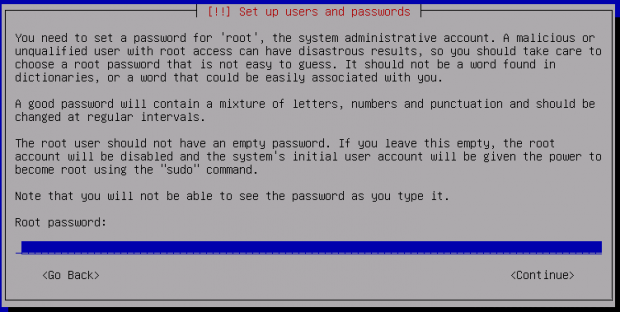 [!!] Set up users and passwords
You need to set a password for 'root', the system administrative account. A malicious or
unqualified user with root access can have disastrous results, so you should take care to
choose a root password that is not easy to guess. It should not be a word found in
dictionaries, or a word that could be easily associated with you.
A good password will contain a mixture of letters, numbers and punctuation and should be
changed at regular intervals.
The root user should not have an empty password. If you leave this empty, the root
account will be disabled and the system's initial user account will be given the power to
become root using the "sudo" command.
Note that you will not be able to see the password as you type it.
Root password:
<Go Back> <Continue>